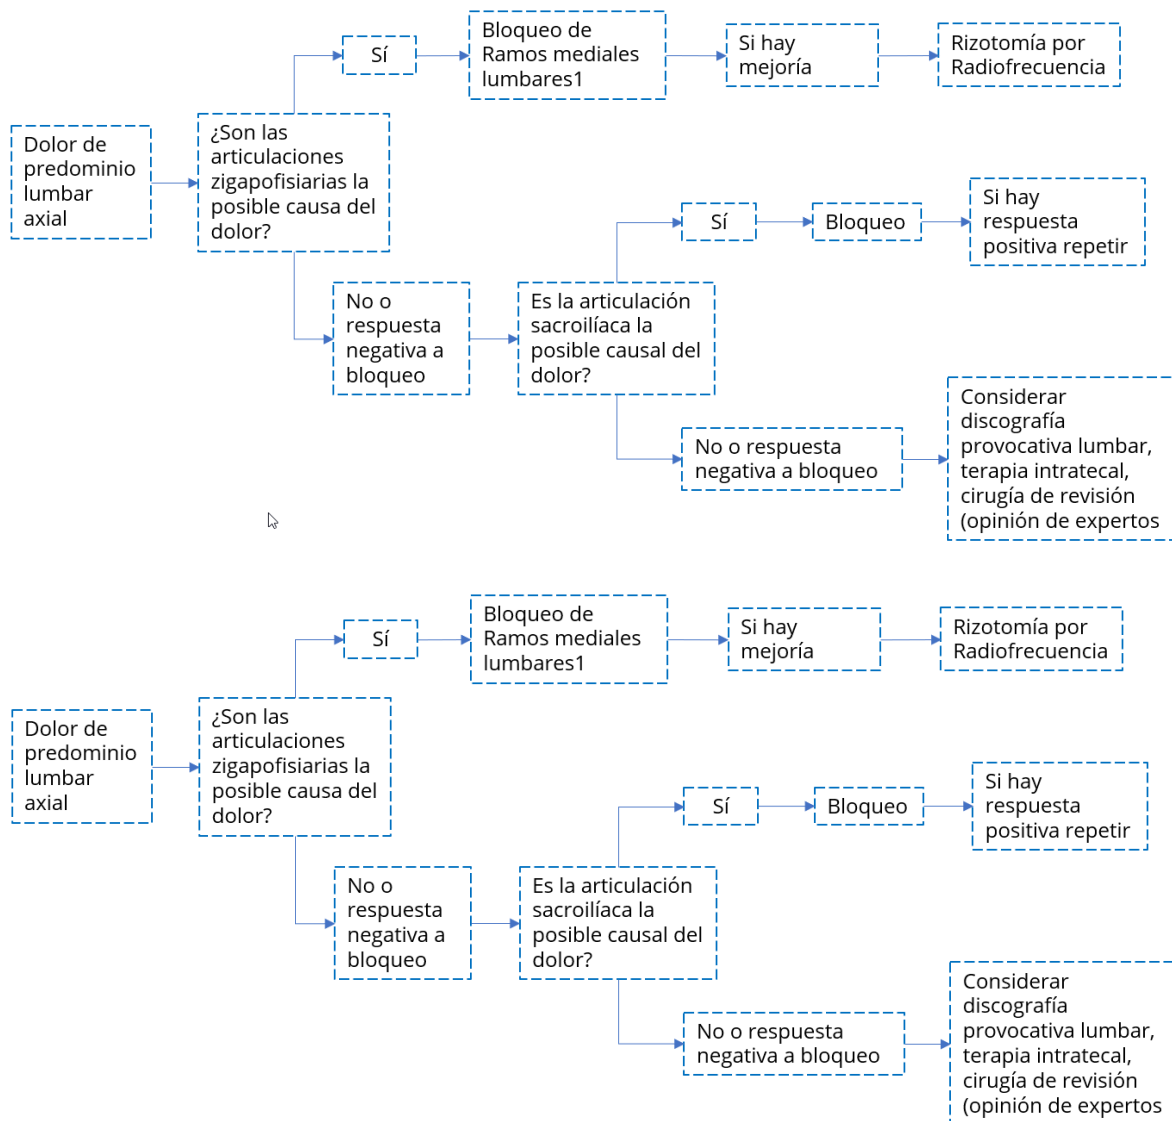 Dolor de
predominio
lumbar
axial
¿Son las
articulaciones
zigapofisiarias la
posible causa del
dolor?
Sí
Bloqueo de
Ramos mediales
lumbares1
Si hay
mejoría
Rizotomía por
Radiofrecuencia
No o
respuesta
negativa a
bloqueo
Es la articulación
sacroilíaca la
posible causal del
dolor?
Sí
Bloqueo
Si hay
respuesta
positiva repetir
No o respuesta
negativa a bloqueo
Considerar
discografía
provocativa lumbar,
terapia intratecal,
cirugía de revisión
(opinión de expertos
Dolor de
predominio
lumbar
axial
¿Son las
articulaciones
zigapofisiarias la
posible causa del
dolor?
Sí
Bloqueo de
Ramos mediales
lumbares1
Si hay
mejoría
Rizotomía por
Radiofrecuencia
No o
respuesta
negativa a
bloqueo
Es la articulación
sacroilíaca la
posible causal del
dolor?
Sí
Bloqueo
Si hay
respuesta
positiva repetir
No o respuesta
negativa a bloqueo
Considerar
discografía
provocativa lumbar,
terapia intratecal,
cirugía de revisión
(opinión de expertos